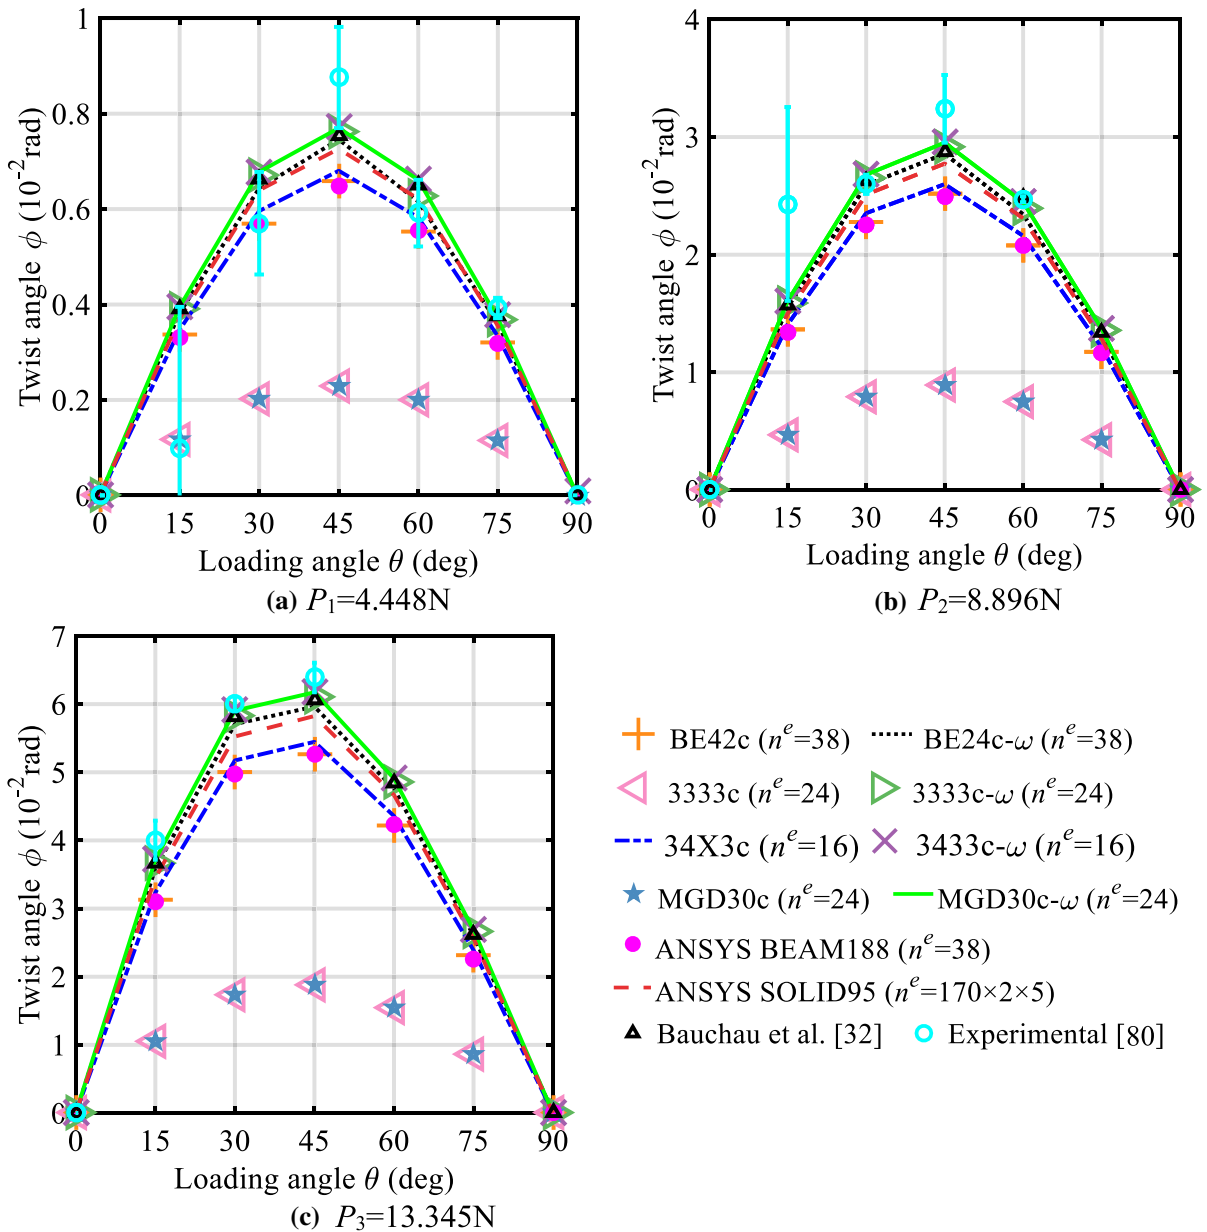 1
0.8
0.6
0.4
0.2
0
Twist angle ϕ (10⁻²rad)
0 15 30 45 60 75 90
Loading angle θ (deg)
(a) P₁=4.448N
4
3
2
1
0
Twist angle ϕ (10⁻²rad)
0 15 30 45 60 75 90
Loading angle θ (deg)
(b) P₂=8.896N
7
6
5
4
3
2
1
0
Twist angle ϕ (10⁻²rad)
0 15 30 45 60 75 90
Loading angle θ (deg)
(c) P₃=13.345N
BE42c (nᵉ=38) BE24c-ω (nᵉ=38)
3333c (nᵉ=24) 3333c-ω (nᵉ=24)
34X3c (nᵉ=16) 3433c-ω (nᵉ=16)
MGD30c (nᵉ=24) MGD30c-ω (nᵉ=24)
ANSYS BEAM188 (nᵉ=38)
ANSYS SOLID95 (nᵉ=170×2×5)
Bauchau et al. [32] Experimental [80]